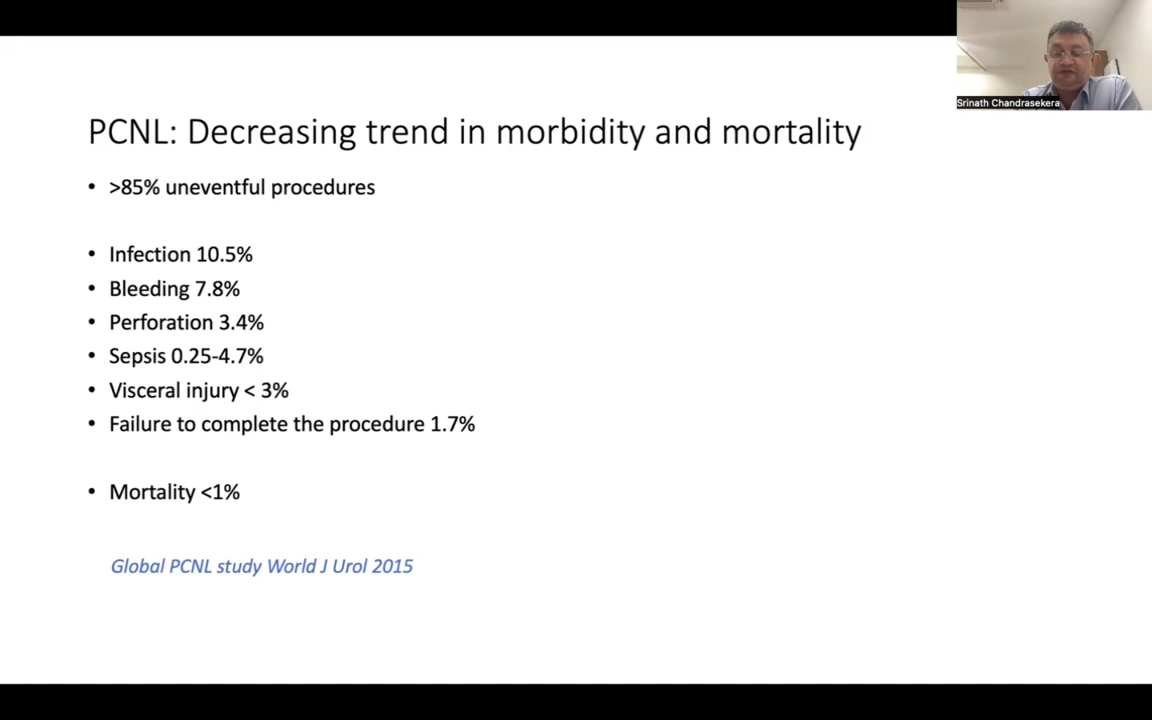 Srinath Chandrasekera
PCNL: Decreasing trend in morbidity and mortality
• >85% uneventful procedures
• Infection 10.5%
• Bleeding 7.8%
• Perforation 3.4%
• Sepsis 0.25-4.7%
• Visceral injury < 3%
• Failure to complete the procedure 1.7%
• Mortality <1%
Global PCNL study World J Urol 2015